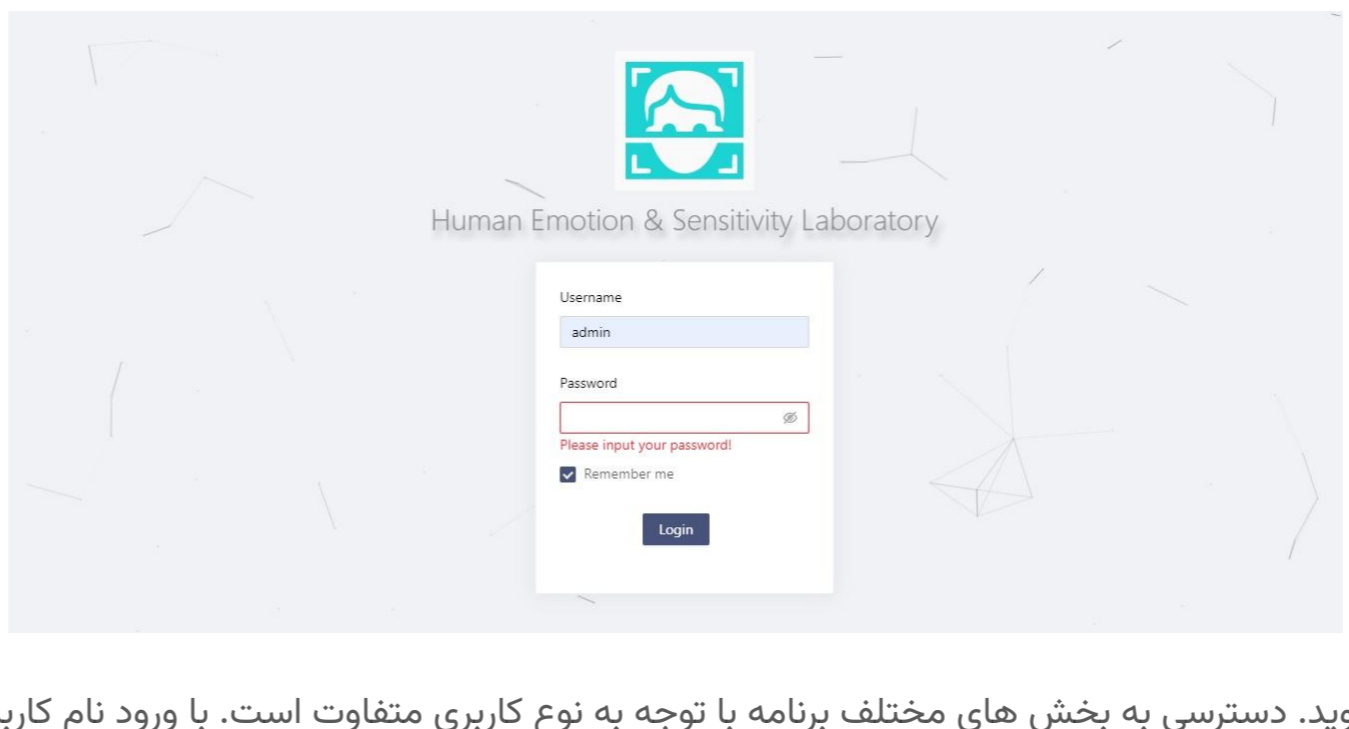 Human Emotion & Sensitivity Laboratory
Username
admin
Password
Please input your password!
Remember me
Login
دسترسی به بخش های مختلف برنامه با توجه به نوع کاربری متفاوت است. با ورود نام